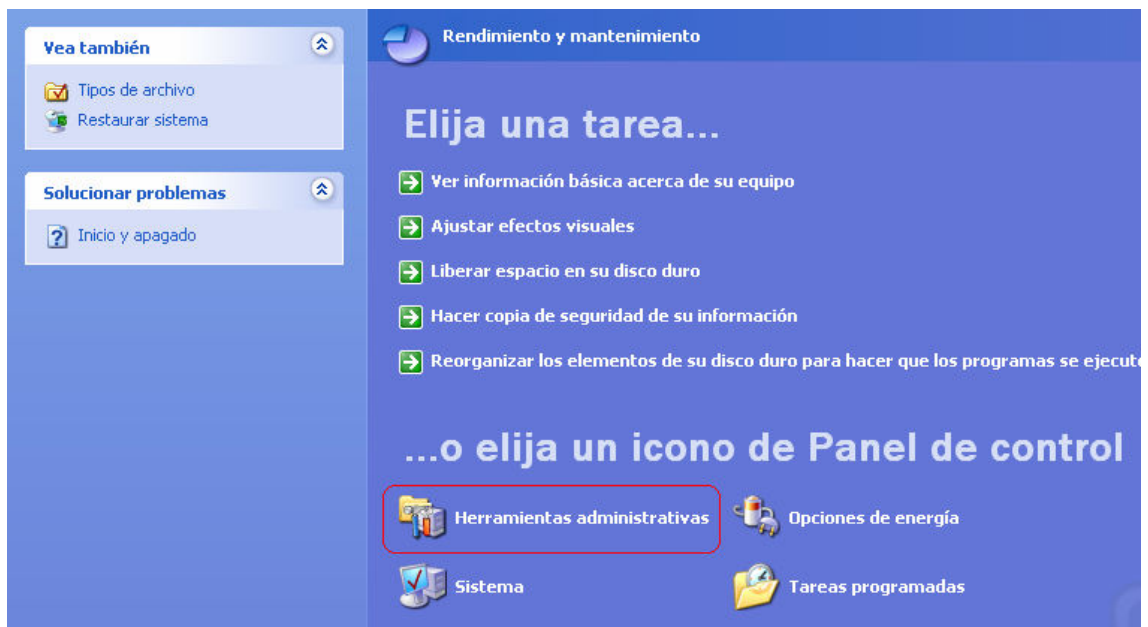 Vea también
Tipos de archivo
Restaurar sistema
Solucionar problemas
Inicio y apagado
Rendimiento y mantenimiento
Elija una tarea...
Ver información básica acerca de su equipo
Ajustar efectos visuales
Liberar espacio en su disco duro
Hacer copia de seguridad de su información
Reorganizar los elementos de su disco duro para hacer que los programas se ejecut
...o elija un icono de Panel de control
Herramientas administrativas
Opciones de energía
Sistema
Tareas programadas